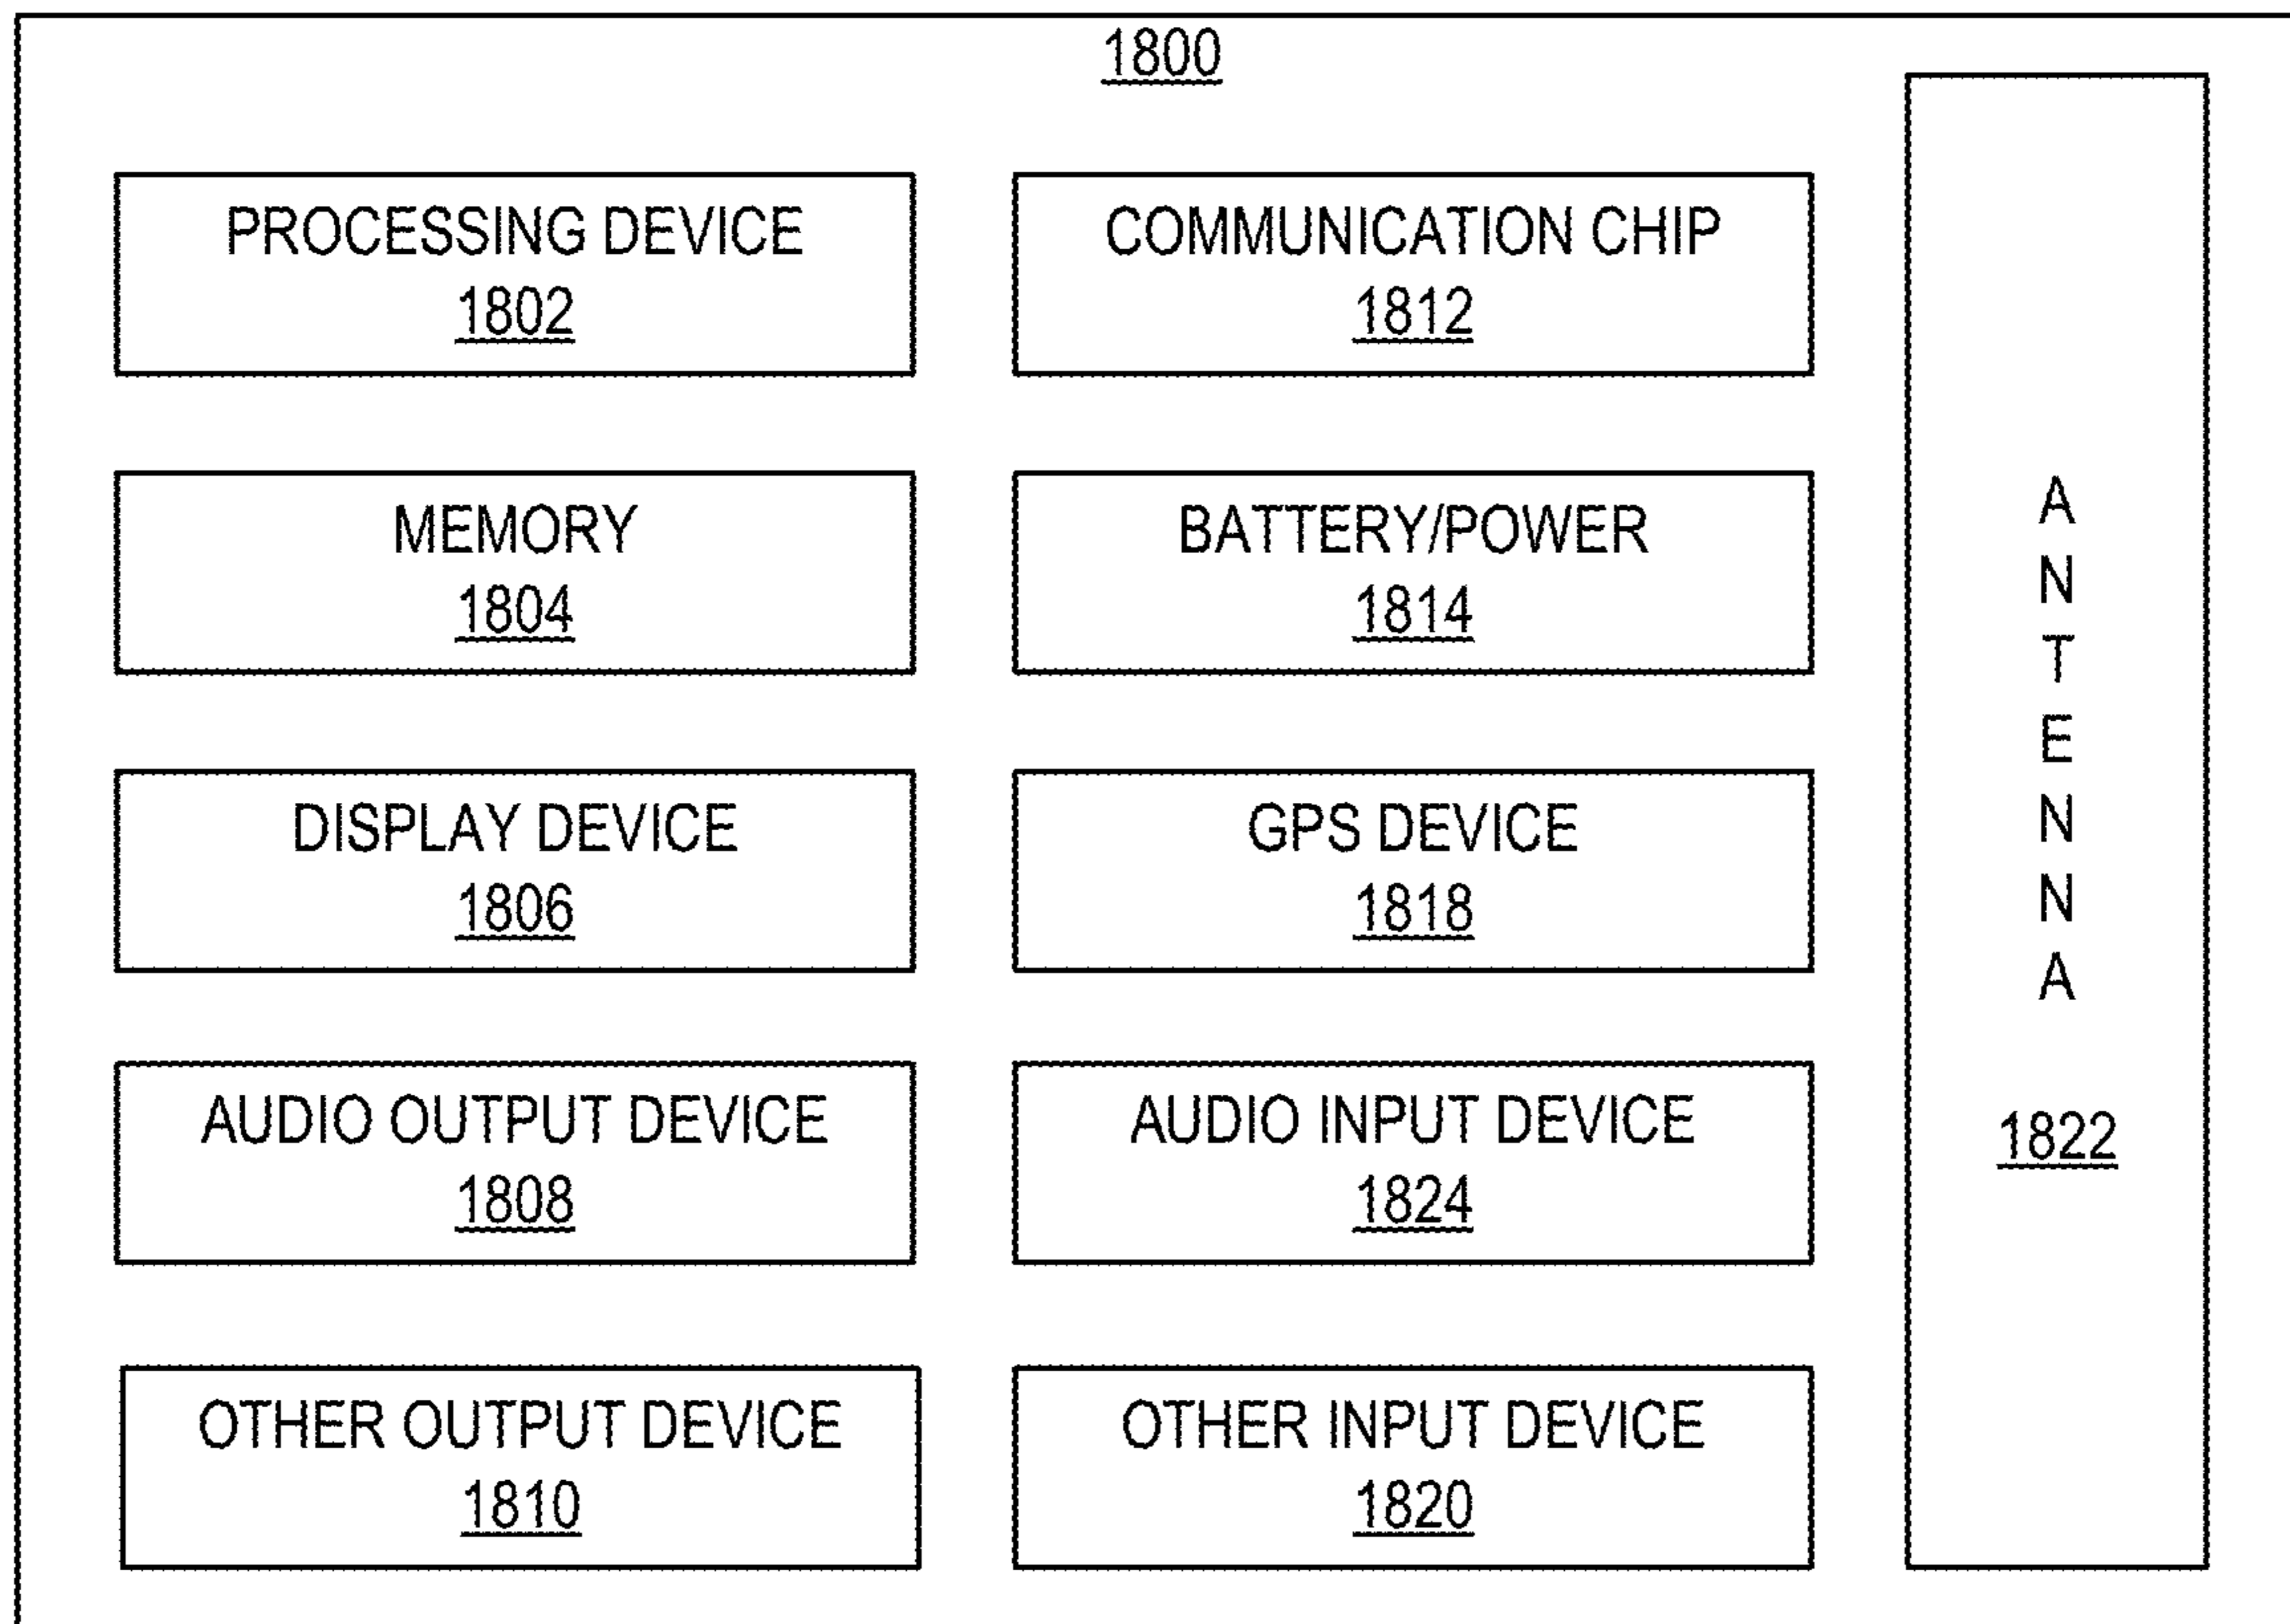 1800
PROCESSING DEVICE
1802
COMMUNICATION CHIP
1812
MEMORY
1804
BATTERY/POWER
1814
DISPLAY DEVICE
1806
GPS DEVICE
1818
AUDIO OUTPUT DEVICE
1808
AUDIO INPUT DEVICE
1824
OTHER OUTPUT DEVICE
1810
OTHER INPUT DEVICE
1820
A
N
T
E
N
N
A
1822